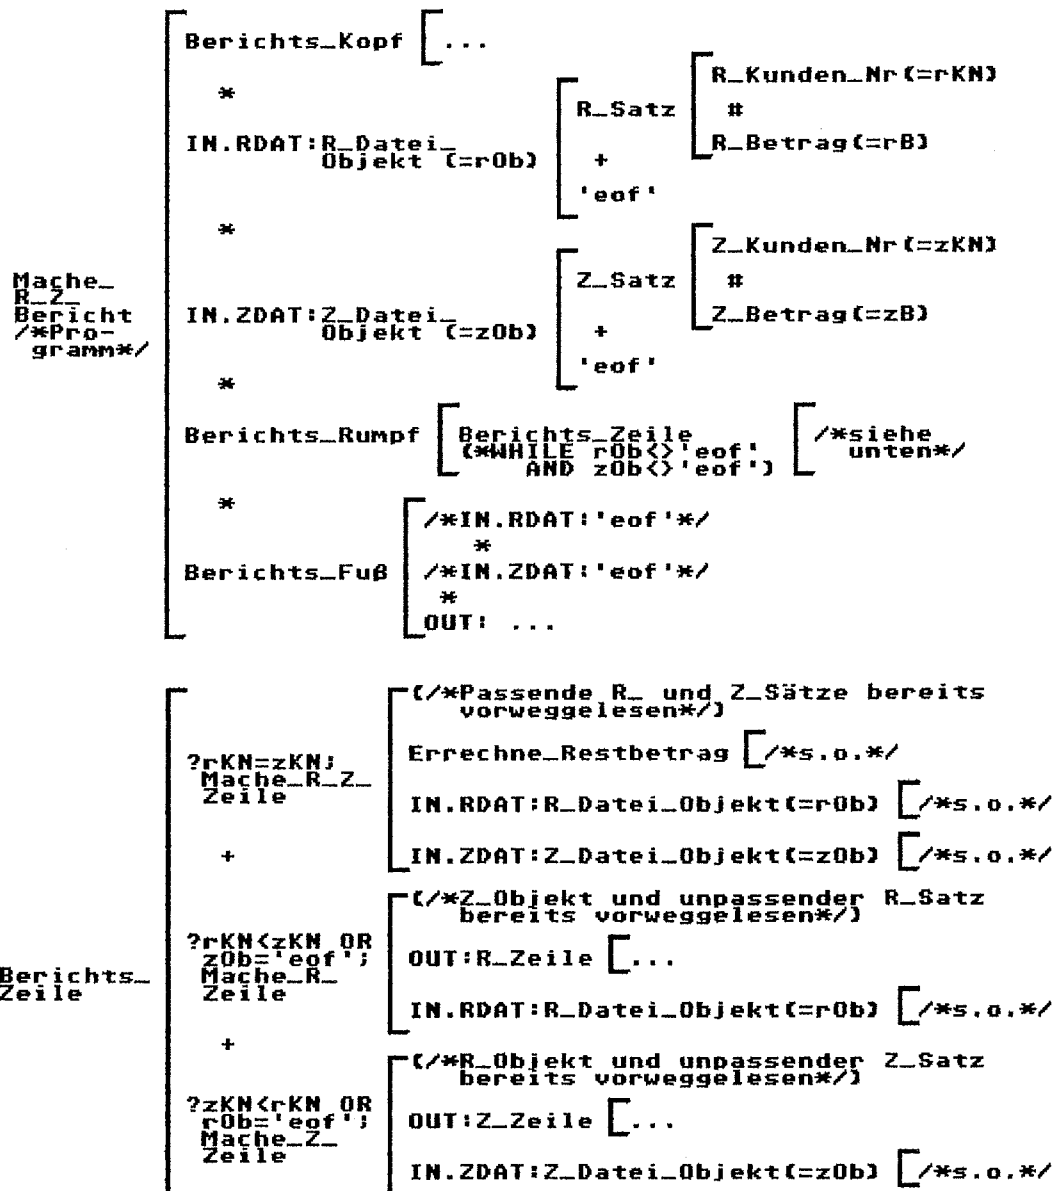 Berichts_Kopf [ ...
*
IN.RDAT:R_Datei_
Objekt (=rOb)
R_Satz
+
'eof'
R_Kunden_Nr(=rKN)
#
R_Betrag(=rB)
*
IN.ZDAT:Z_Datei_
Objekt (=zOb)
Z_Satz
+
'eof'
Z_Kunden_Nr(=zKN)
#
Z_Betrag(=zB)
Mache_
R_Z_
Bericht
/*Pro-
gramm*/
*
Berichts_Rumpf
Berichts_Zeile
(*WHILE rOb<>'eof'
AND zOb<>'eof')
/*siehe
unten*/
*
Berichts_Fuß
/*IN.RDAT:'eof'*/
*
/*IN.ZDAT:'eof'*/
*
OUT: ...
Berichts_
Zeile
?rKN=zKN;
Mache_R_Z_
Zeile
(/*Passende R_ und Z_Sätze bereits
vorweggelesen*/)
Errechne_Restbetrag [/*s.o.*/
IN.RDAT:R_Datei_Objekt(=rOb) [/*s.o.*/
IN.ZDAT:Z_Datei_Objekt(=zOb) [/*s.o.*/
+
?rKN<zKN OR
zOb='eof';
Mache_R_
Zeile
(/*Z_Objekt und unpassender R_Satz
bereits vorweggelesen*/)
OUT:R_Zeile [...
IN.RDAT:R_Datei_Objekt(=rOb) [/*s.o.*/
+
?zKN<rKN OR
rOb='eof';
Mache_Z_
Zeile
(/*R_Objekt und unpassender Z_Satz
bereits vorweggelesen*/)
OUT:Z_Zeile [...
IN.ZDAT:Z_Datei_Objekt(=zOb) [/*s.o.*/